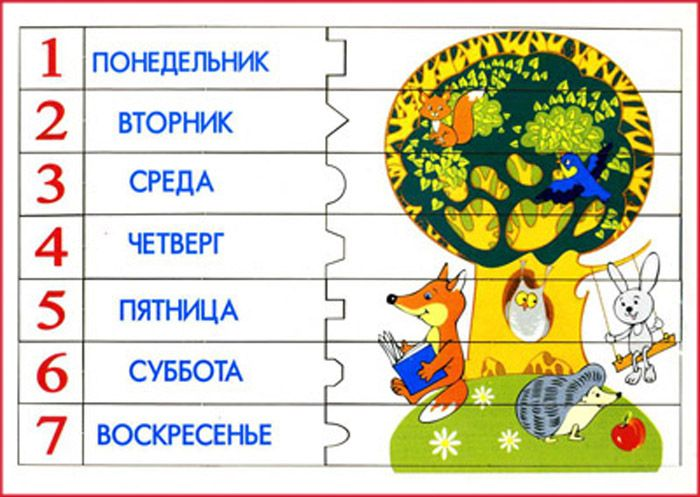 1 ПОНЕДЕЛЬНИК
2 ВТОРНИК
3 СРЕДА
4 ЧЕТВЕРГ
5 ПЯТНИЦА
6 СУББОТА
7 ВОСКРЕСЕНЬЕ